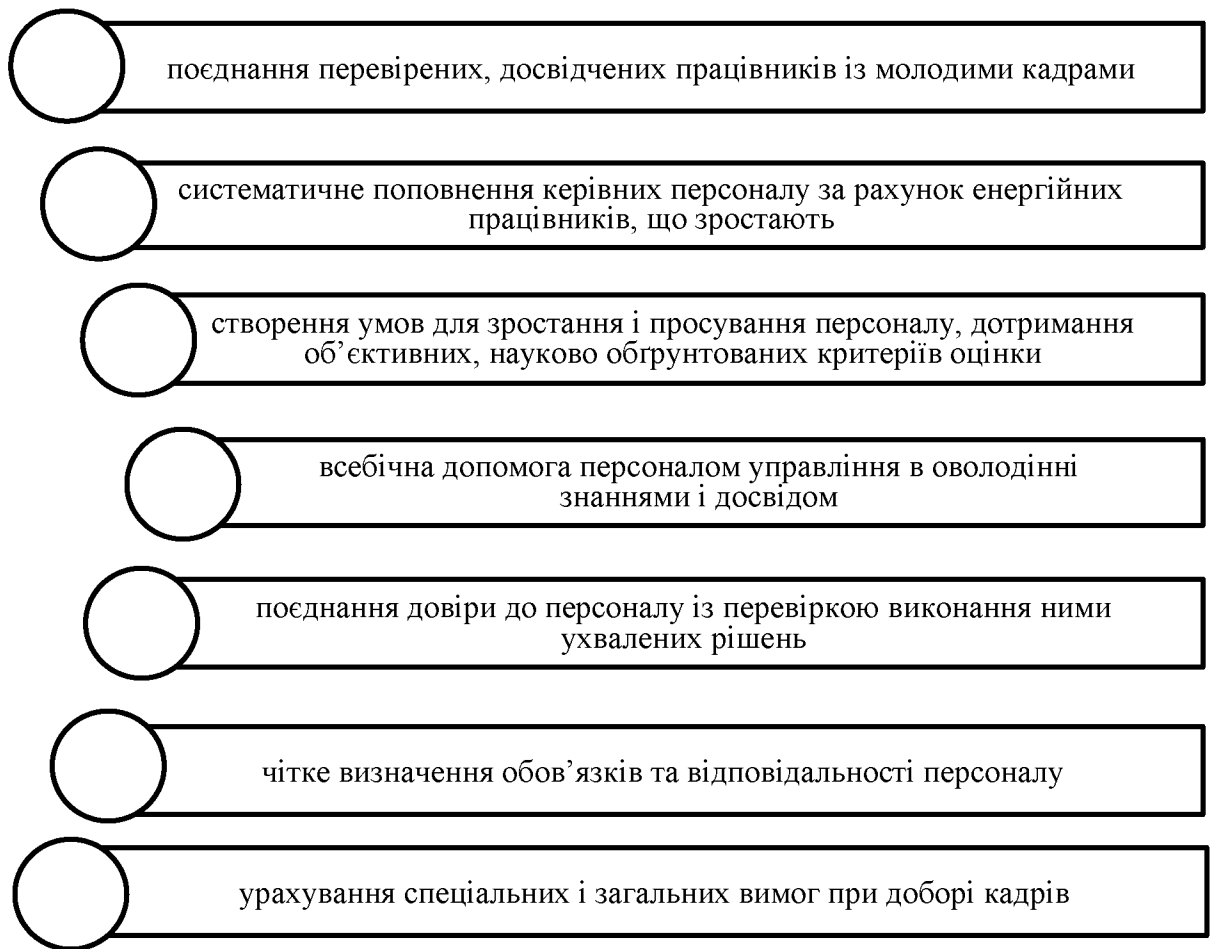 поєднання перевірених, досвідчених працівників із молодими кадрами
систематичне поповнення керівних персоналу за рахунок енергійних
працівників, що зростають
створення умов для зростання і просування персоналу, дотримання
об’єктивних, науково обґрунтованих критеріїв оцінки
всебічна допомога персоналом управління в оволодінні
знаннями і досвідом
поєднання довіри до персоналу із перевіркою виконання ними
ухвалених рішень
чітке визначення обов’язків та відповідальності персоналу
урахування спеціальних і загальних вимог при доборі кадрів